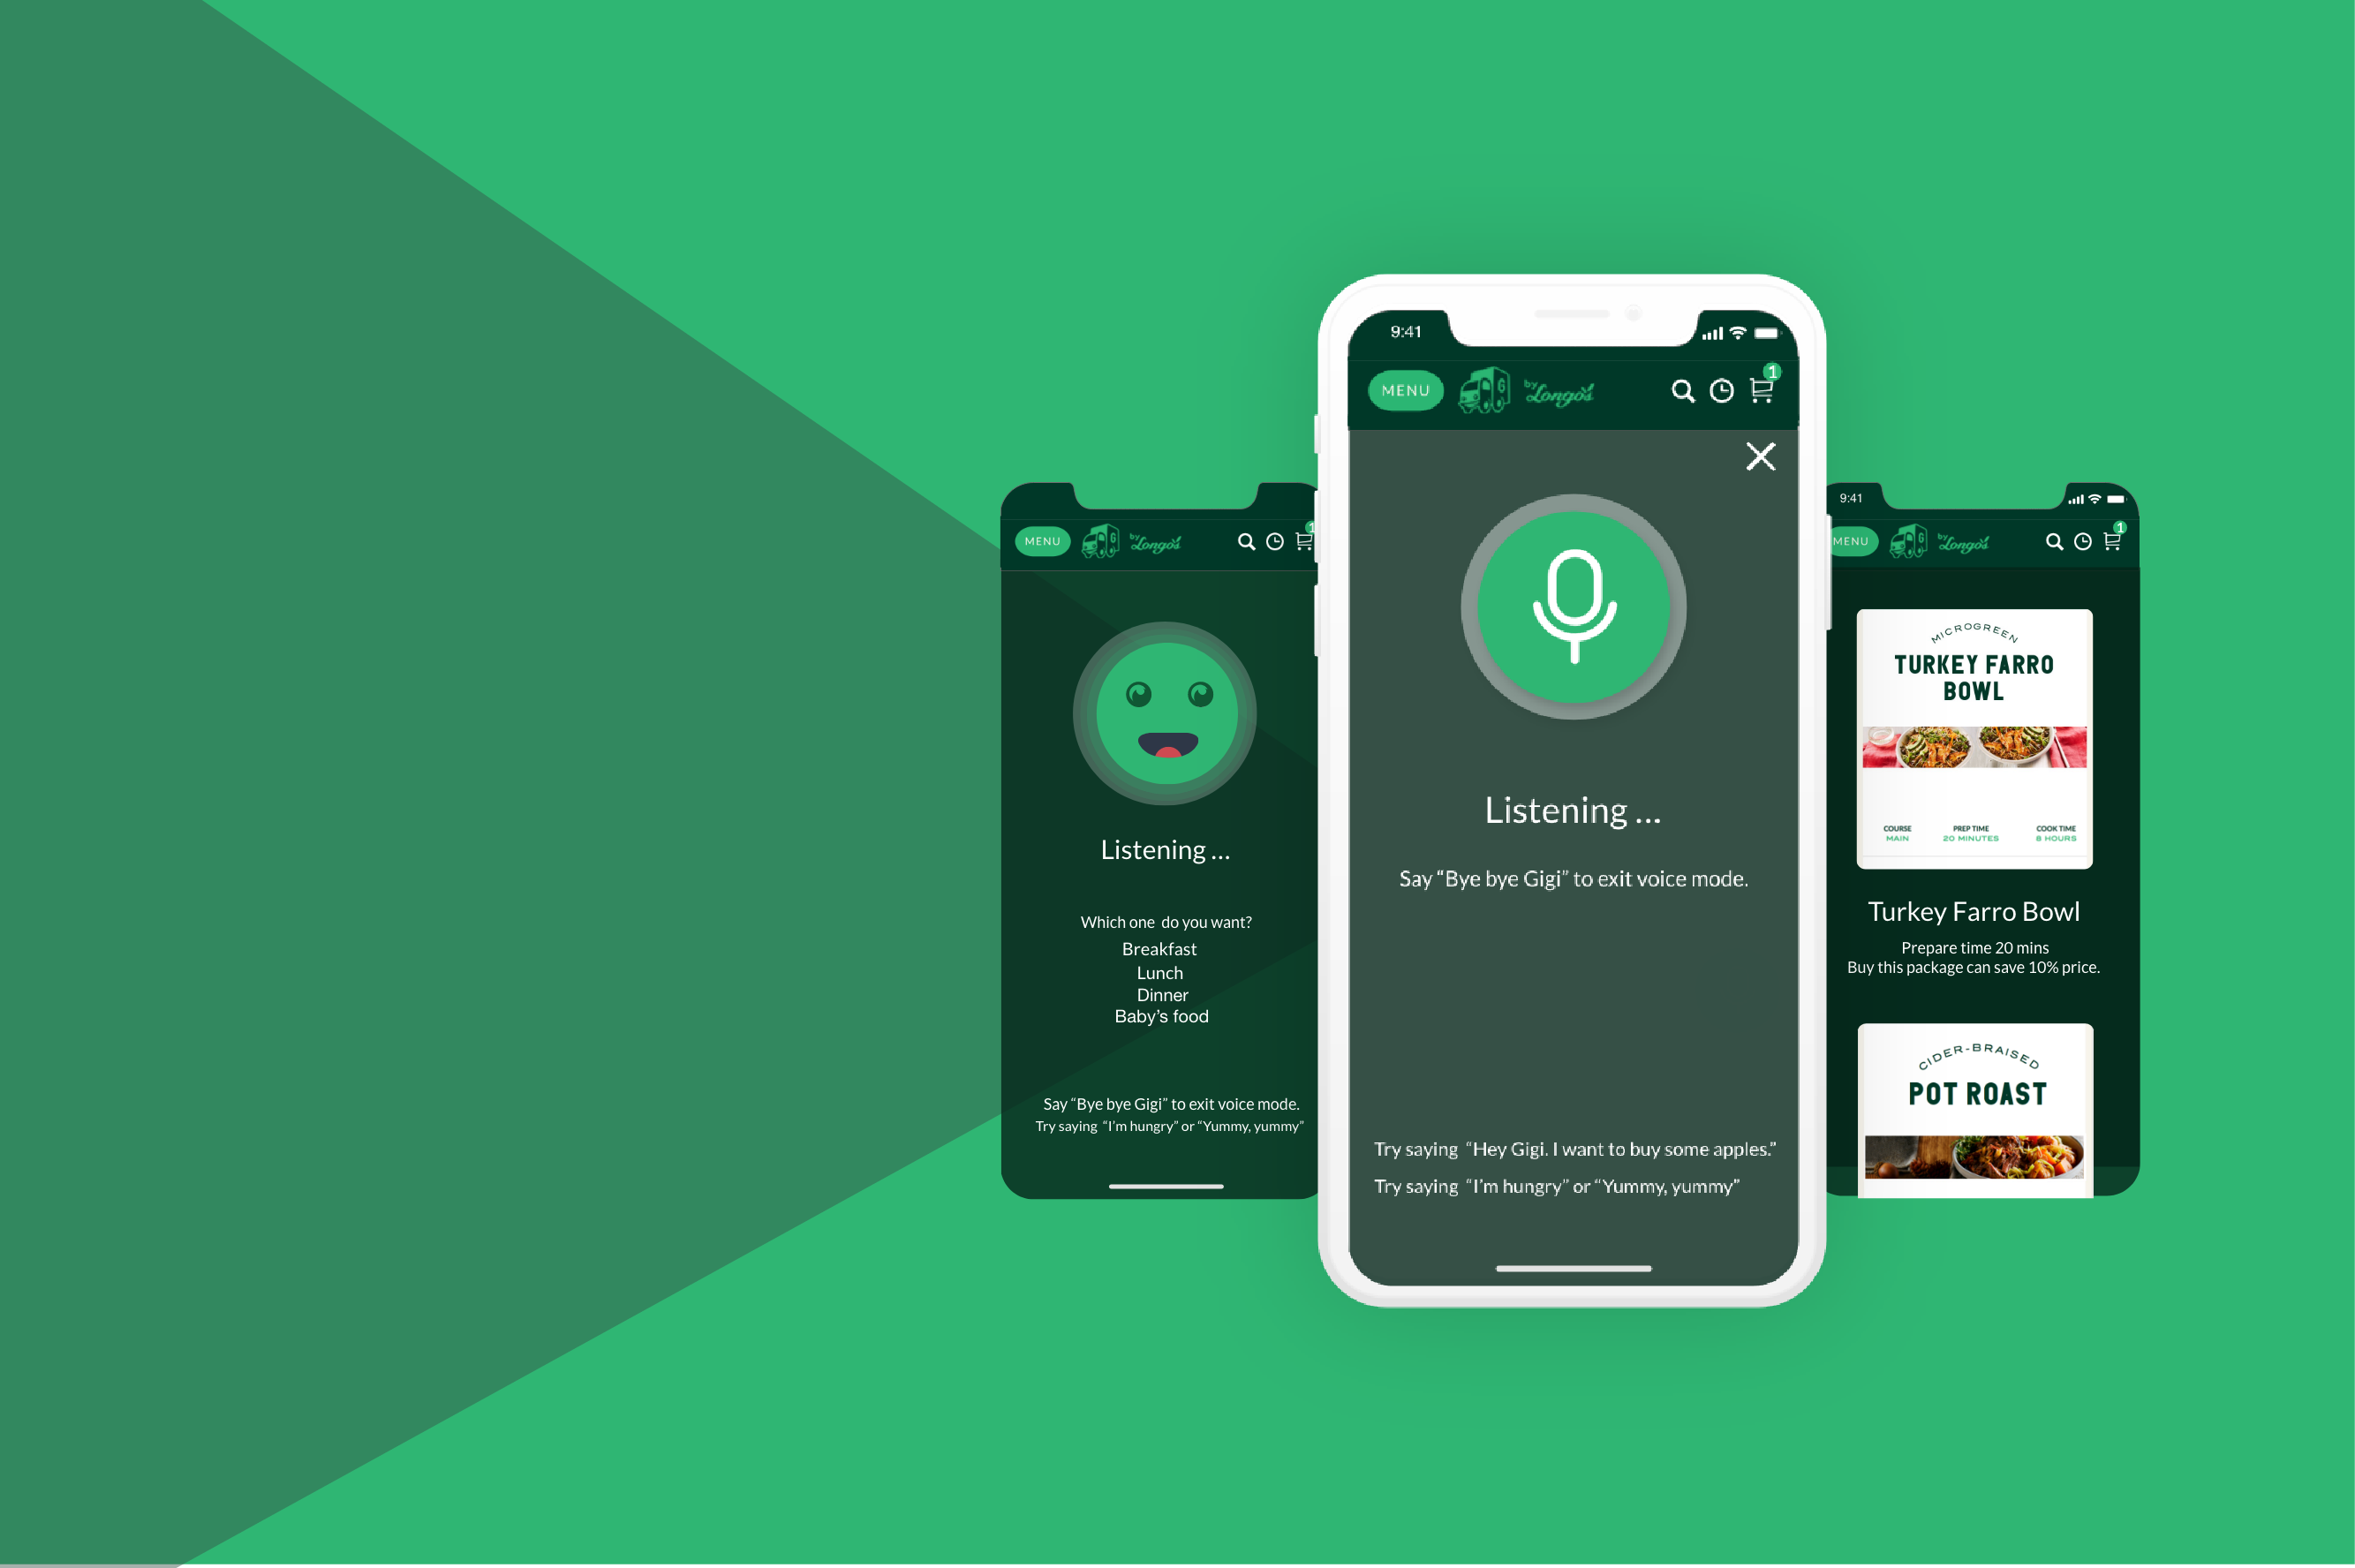 MENU
G
by Longo's
1
Listening ...
Which one do you want?
Breakfast
Lunch
Dinner
Baby's food
Say “Bye bye Gigi” to exit voice mode.
Try saying “I'm hungry” or “Yummy, yummy”
9:41
MENU
G
by Longo's
1
Listening ...
Say “Bye bye Gigi” to exit voice mode.
Try saying “Hey Gigi. I want to buy some apples.”
Try saying “I'm hungry” or “Yummy, yummy”
9:41
MENU
G
by Longo's
1
MICROGREEN
TURKEY FARRO
BOWL
COURSE PREP TIME COOK TIME
MAIN 20 MINUTES 8 HOURS
Turkey Farro Bowl
Prepare time 20 mins
Buy this package can save 10% price.
CIDER-BRAISED
POT ROAST